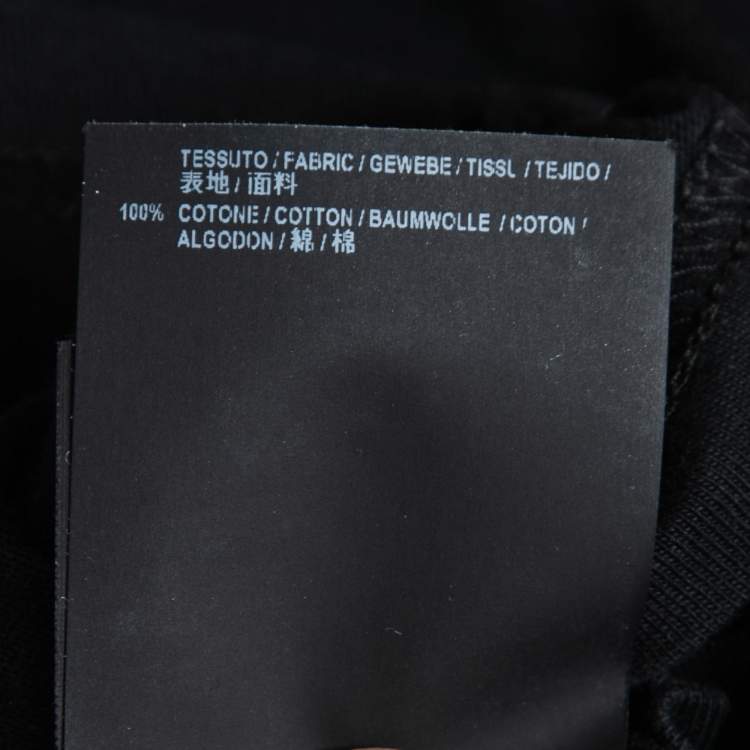 TESSUTO / FABRIC / GEWEBE / TISSU / TEJIDO /
表地 / 面料
100% COTONE / COTTON / BAUMWOLLE / COTON /
ALGODON / 綿 / 棉